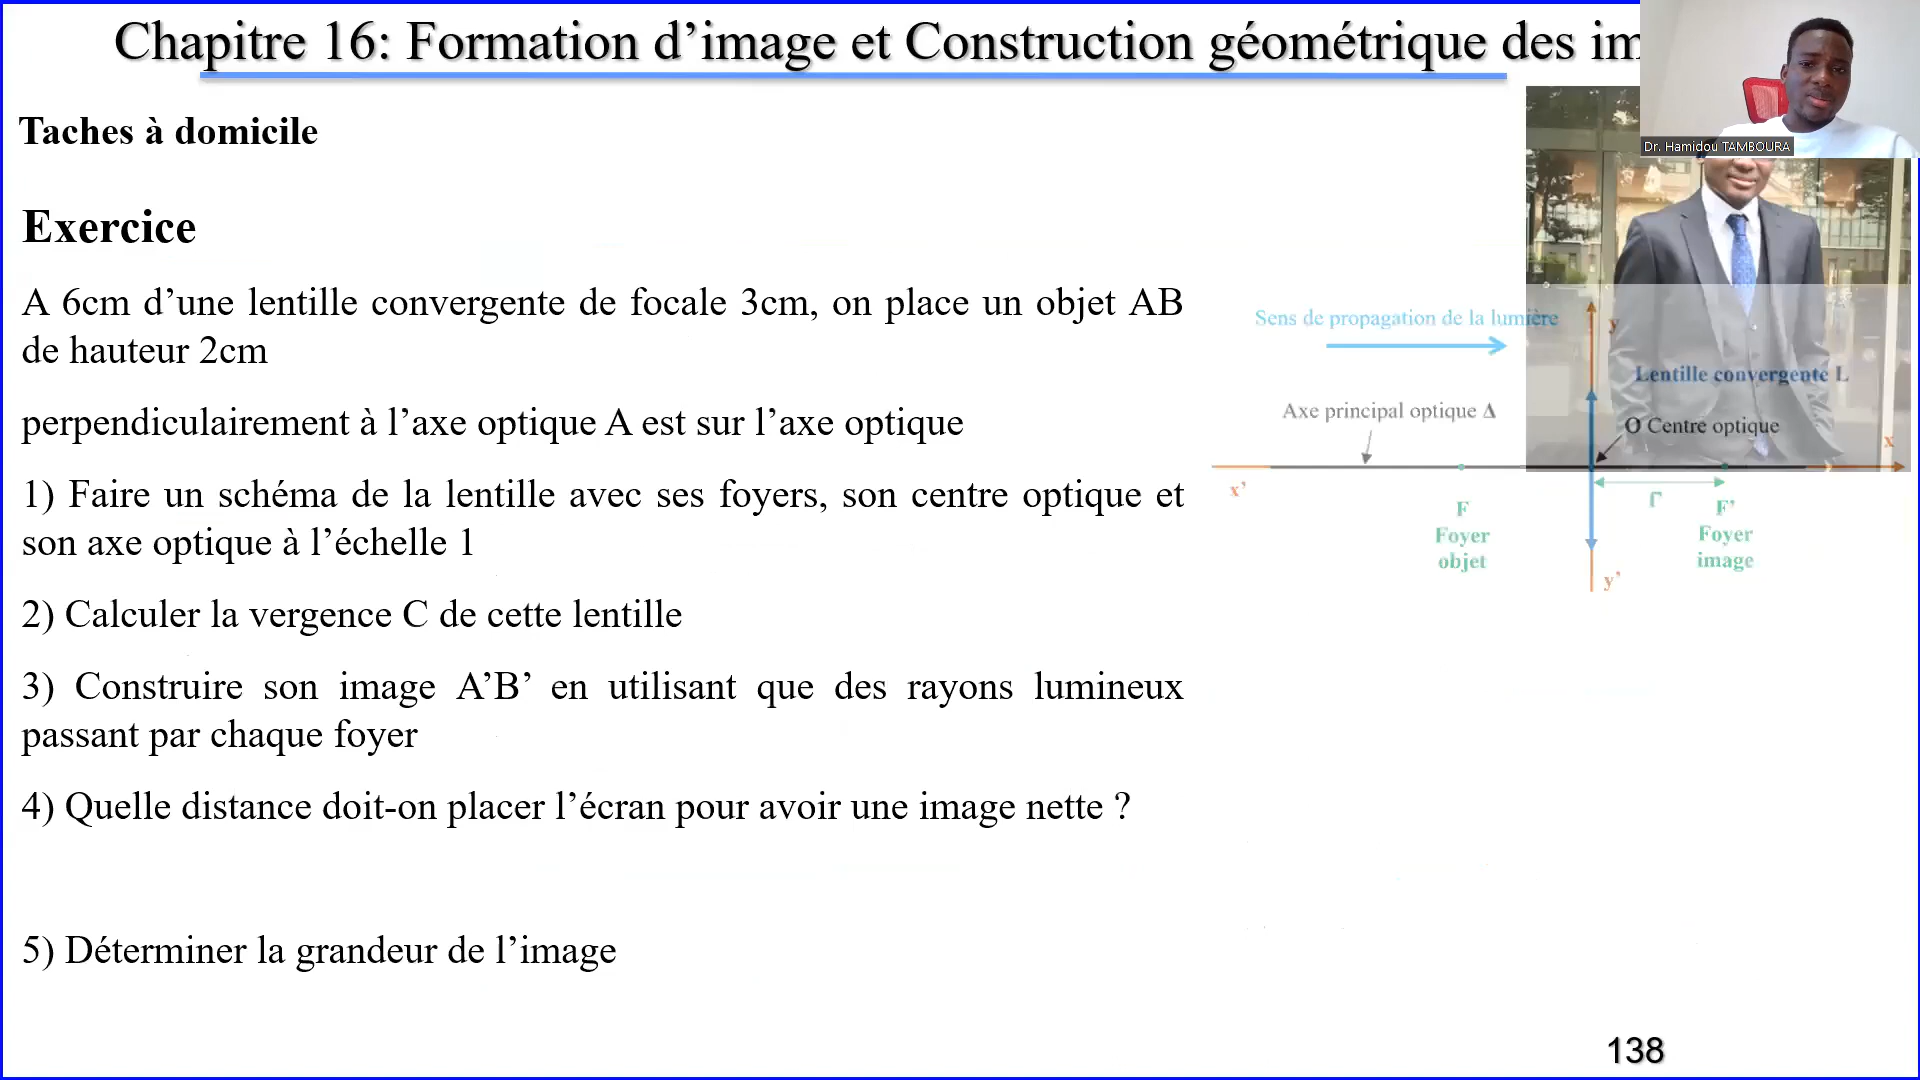 Chapitre 16: Formation d’image et Construction géométrique des im
Dr. Hamidou TAMBOURA
Taches à domicile
Exercice
A 6cm d’une lentille convergente de focale 3cm, on place un objet AB
de hauteur 2cm
perpendiculairement à l’axe optique A est sur l’axe optique
1) Faire un schéma de la lentille avec ses foyers, son centre optique et
son axe optique à l’échelle 1
2) Calculer la vergence C de cette lentille
3) Construire son image A’B’ en utilisant que des rayons lumineux
passant par chaque foyer
4) Quelle distance doit-on placer l’écran pour avoir une image nette ?
5) Déterminer la grandeur de l’image
Sens de propagation de la lumière
y
Lentille convergente L
Axe principal optique Δ
O Centre optique
x
x’
F
Foyer
objet
F’
Foyer
image
y’
138